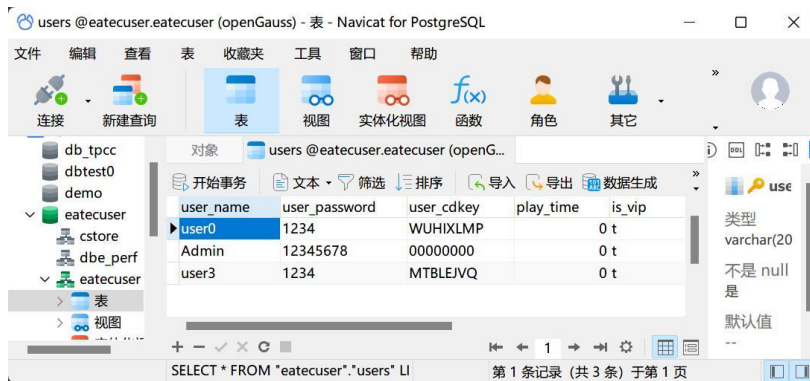 users @eatecuser.eatecuser (openGauss) - 表 - Navicat for PostgreSQL
文件 编辑 查看 表 收藏夹 工具 窗口 帮助
连接 新建查询 表 视图 实体化视图 函数 角色 其它
db_tpcc
dbtest0
demo
eatecuser
cstore
dbe_perf
eatecuser
表
视图
对象 users @eatecuser.eatecuser (openG...
开始事务 文本 筛选 排序 导入 导出 数据生成
user_name user_password user_cdkey play_time is_vip
user0 1234 WUHIXLMP 0 t
Admin 12345678 00000000 0 t
user3 1234 MTBLEJVQ 0 t
1
SELECT * FROM "eatecuser"."users" LI
第 1 条记录 (共 3 条) 于第 1 页
DDL
use
类型
varchar(20
不是 null
是
默认值
--